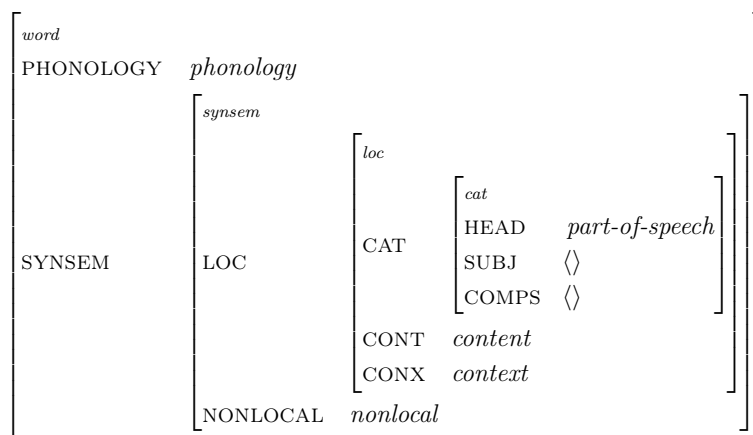 word
PHONOLOGY phonology
synsem
loc
cat
HEAD part-of-speech
CAT
SUBJ ⟨⟩
SYNSEM LOC
COMPS ⟨⟩
CONT content
CONX context
NONLOCAL nonlocal